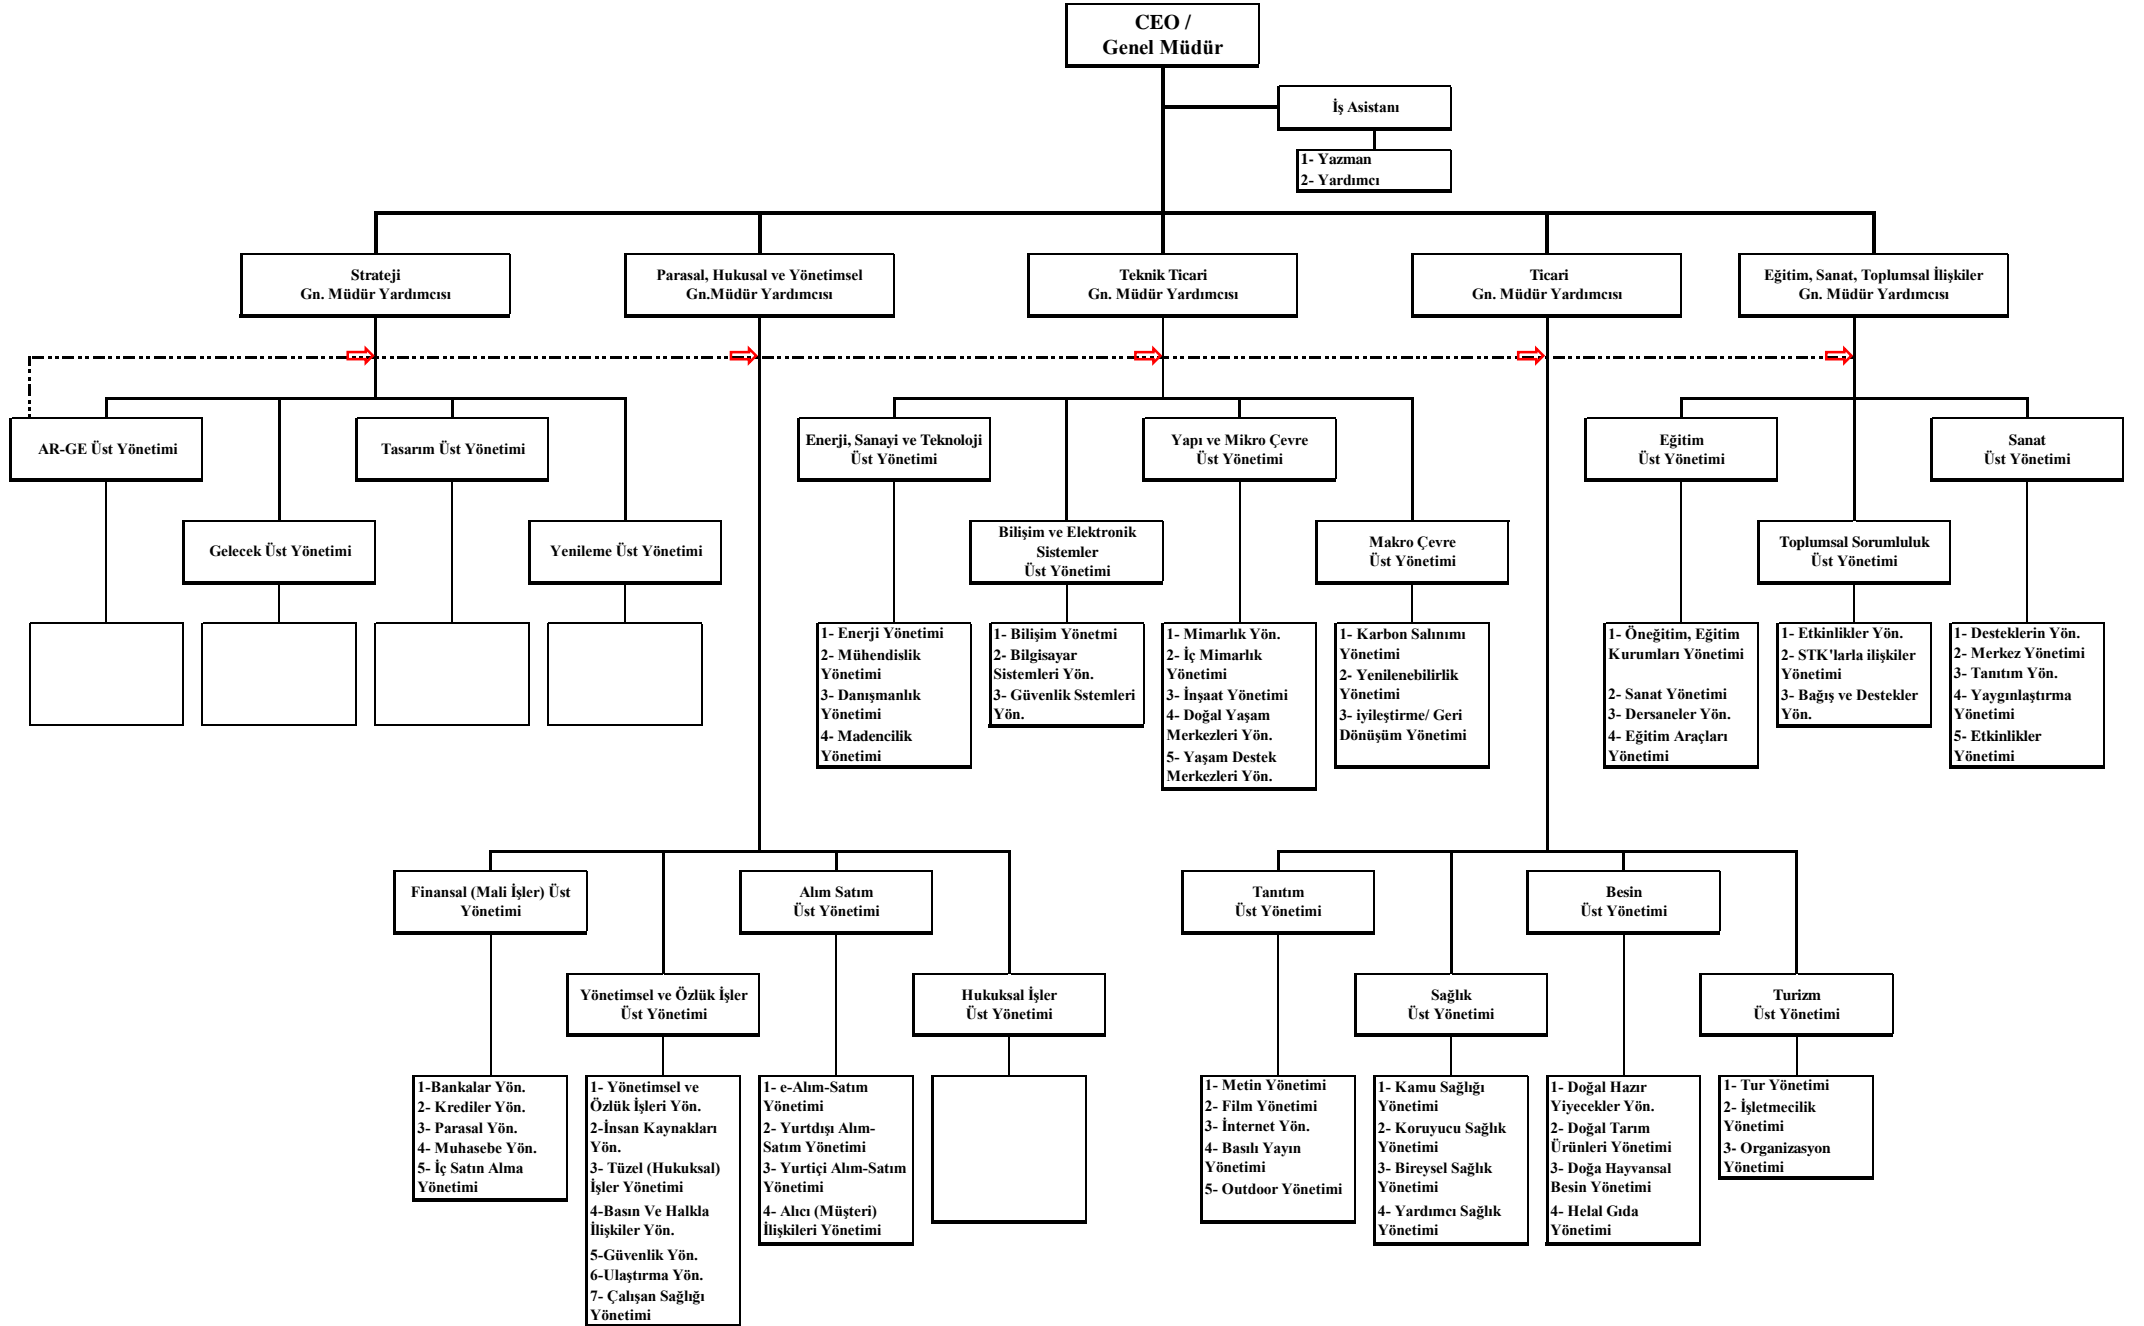 CEO /
Genel Müdür
İş Asistanı
1- Yazman
2- Yardımcı
Strateji
Gn. Müdür Yardımcısı
Parasal, Hukusal ve Yönetimsel
Gn.Müdür Yardımcısı
Teknik Ticari
Gn. Müdür Yardımcısı
Ticari
Gn. Müdür Yardımcısı
Eğitim, Sanat, Toplumsal İlişkiler
Gn. Müdür Yardımcısı
AR-GE Üst Yönetimi
Tasarım Üst Yönetimi
Enerji, Sanayi ve Teknoloji
Üst Yönetimi
Yapı ve Mikro Çevre
Üst Yönetimi
Eğitim
Üst Yönetimi
Sanat
Üst Yönetimi
Gelecek Üst Yönetimi
Yenileme Üst Yönetimi
Bilişim ve Elektronik
Sistemler
Üst Yönetimi
Makro Çevre
Üst Yönetimi
Toplumsal Sorumluluk
Üst Yönetimi
1- Enerji Yönetimi
2- Mühendislik
Yönetimi
3- Danışmanlık
Yönetimi
4- Madencilik
Yönetimi
1- Bilişim Yönetmi
2- Bilgisayar
Sistemleri Yön.
3- Güvenlik Sstemleri
Yön.
1- Mimarlık Yön.
2- İç Mimarlık
Yönetimi
3- İnşaat Yönetimi
4- Doğal Yaşam
Merkezleri Yön.
5- Yaşam Destek
Merkezleri Yön.
1- Karbon Salınımı
Yönetimi
2- Yenilenebilirlik
Yönetimi
3- iyileştirme/ Geri
Dönüşüm Yönetimi
1- Öneğitim, Eğitim
Kurumları Yönetimi
2- Sanat Yönetimi
3- Dersaneler Yön.
4- Eğitim Araçları
Yönetimi
1- Etkinlikler Yön.
2- STK'larla ilişkiler
Yönetimi
3- Bağış ve Destekler
Yön.
1- Desteklerin Yön.
2- Merkez Yönetimi
3- Tanıtım Yön.
4- Yaygınlaştırma
Yönetimi
5- Etkinlikler
Yönetimi
Finansal (Mali İşler) Üst
Yönetimi
Alım Satım
Üst Yönetimi
Tanıtım
Üst Yönetimi
Besin
Üst Yönetimi
Yönetimsel ve Özlük İşler
Üst Yönetimi
Hukuksal İşler
Üst Yönetimi
Sağlık
Üst Yönetimi
Turizm
Üst Yönetimi
1-Bankalar Yön.
2- Krediler Yön.
3- Parasal Yön.
4- Muhasebe Yön.
5- İç Satın Alma
Yönetimi
1- Yönetimsel ve
Özlük İşleri Yön.
2-İnsan Kaynakları
Yön.
3- Tüzel (Hukuksal)
İşler Yönetimi
4-Basın Ve Halkla
İlişkiler Yön.
5-Güvenlik Yön.
6-Ulaştırma Yön.
7- Çalışan Sağlığı
Yönetimi
1- e-Alım-Satım
Yönetimi
2- Yurtdışı Alım-
Satım Yönetimi
3- Yurtiçi Alım-Satım
Yönetimi
4- Alıcı (Müşteri)
İlişkileri Yönetimi
1- Metin Yönetimi
2- Film Yönetimi
3- İnternet Yön.
4- Basılı Yayın
Yönetimi
5- Outdoor Yönetimi
1- Kamu Sağlığı
Yönetimi
2- Koruyucu Sağlık
Yönetimi
3- Bireysel Sağlık
Yönetimi
4- Yardımcı Sağlık
Yönetimi
1- Doğal Hazır
Yiyecekler Yön.
2- Doğal Tarım
Ürünleri Yönetimi
3- Doğa Hayvansal
Besin Yönetimi
4- Helal Gıda
Yönetimi
1- Tur Yönetimi
2- İşletmecilik
Yönetimi
3- Organizasyon
Yönetimi